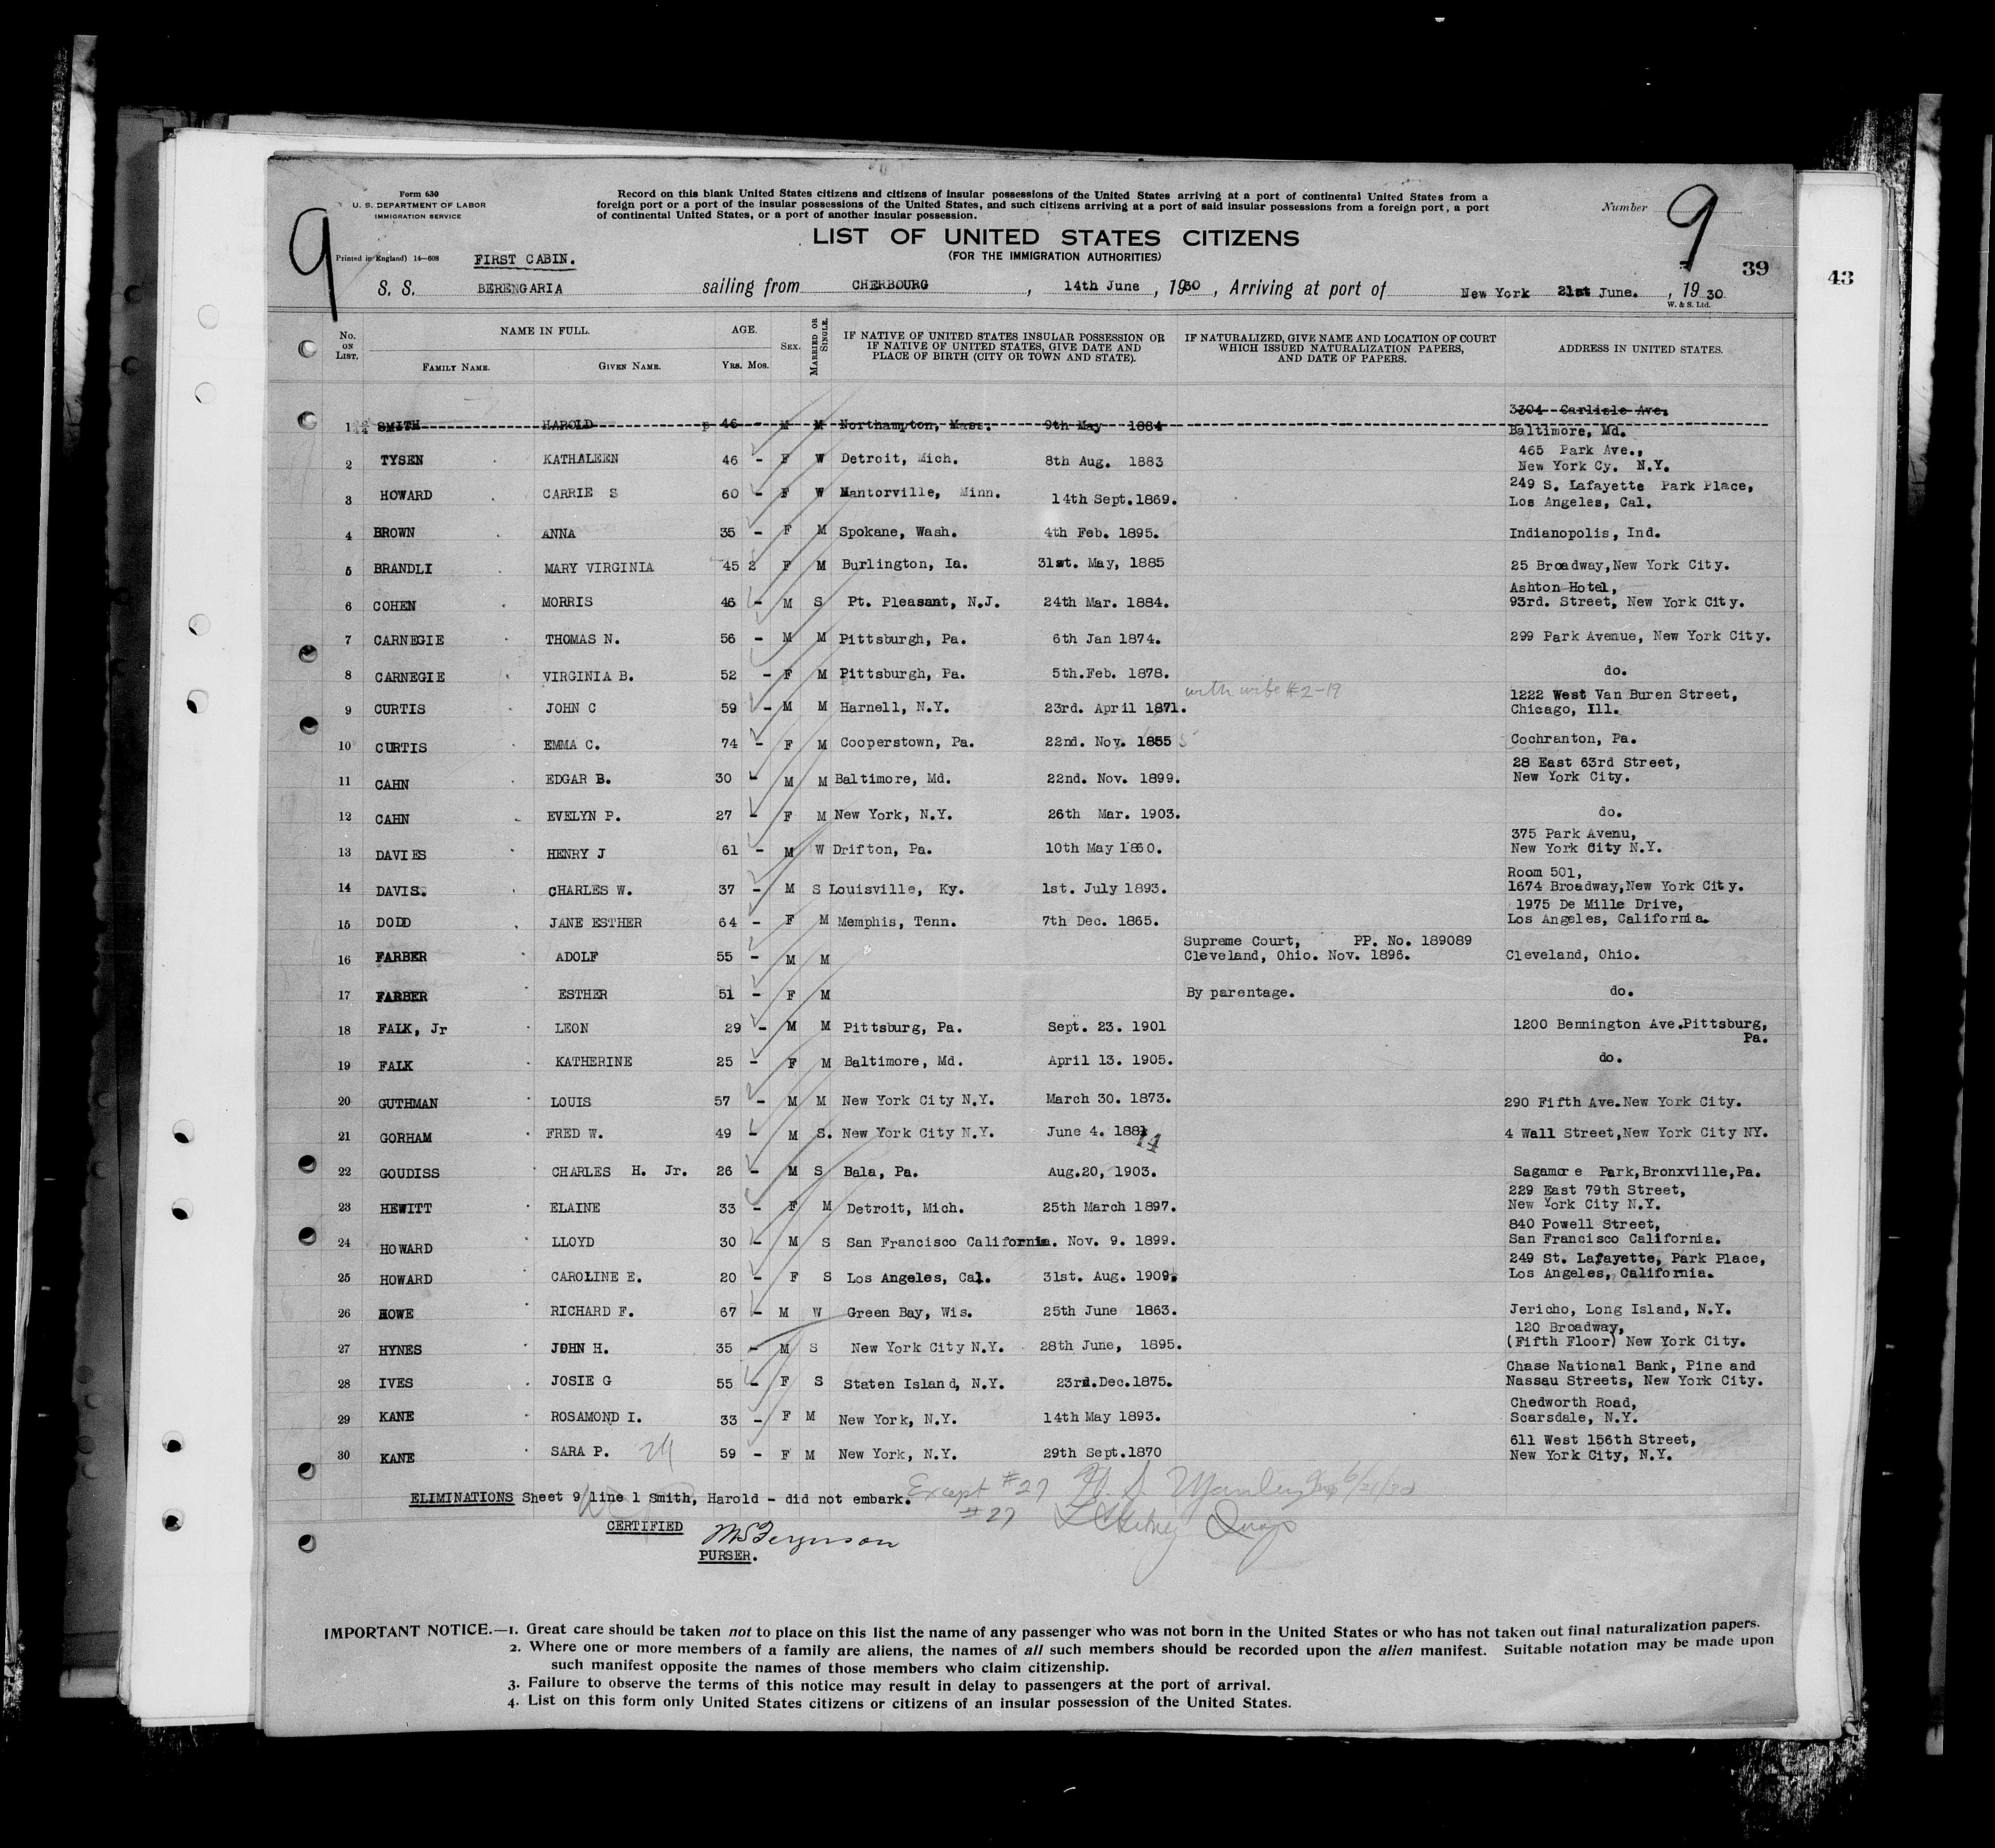 Form 630
U. S. DEPARTMENT OF LABOR
IMMIGRATION SERVICE
Record on this blank United States citizens and citizens of insular possessions of the United States arriving at a port of continental United States from a
foreign port or a port of the insular possessions of the United States, and such citizens arriving at a port of said insular possessions from a foreign port, a port
of continental United States, or a port of another insular possession.
Number 9
9
LIST OF UNITED STATES CITIZENS
(FOR THE IMMIGRATION AUTHORITIES)
Printed in England) 14—608 FIRST CABIN.
39
43
S. S. BERENGARIA sailing from CHERBOURG, 14th June, 1930, Arriving at port of New York 21st June., 1930
W. & S. Ltd.
No. ON LIST. NAME IN FULL. AGE. SEX. MARRIED OR SINGLE. IF NATIVE OF UNITED STATES INSULAR POSSESSION OR IF NATIVE OF UNITED STATES, GIVE DATE AND PLACE OF BIRTH (CITY OR TOWN AND STATE). IF NATURALIZED, GIVE NAME AND LOCATION OF COURT WHICH ISSUED NATURALIZATION PAPERS, AND DATE OF PAPERS. ADDRESS IN UNITED STATES.
FAMILY NAME. GIVEN NAME. YRS. MOS.
1 SMITH HAROLD 46 - M M Northampton, Mass. 9th May 1884 3304 Carlisle Ave. Baltimore, Md.
2 TYSEN KATHALEEN 46 - F W Detroit, Mich. 8th Aug. 1883 465 Park Ave., New York Cy. N.Y.
3 HOWARD CARRIE S 60 - F W Mantorville, Minn. 14th Sept.1869. 249 S. Lafayette Park Place, Los Angeles, Cal.
4 BROWN ANNA 35 - F M Spokane, Wash. 4th Feb. 1895. Indianopolis, Ind.
5 BRANDLI MARY VIRGINIA 45 2 F M Burlington, Ia. 31st. May, 1885 25 Broadway,New York City.
6 COHEN MORRIS 46 - M S Pt. Pleasant, N.J. 24th Mar. 1884. Ashton Hotel, 93rd. Street, New York City.
7 CARNEGIE THOMAS N. 56 - M M Pittsburgh, Pa. 6th Jan 1874. 299 Park Avenue, New York City.
8 CARNEGIE VIRGINIA B. 52 - F M Pittsburgh, Pa. 5th.Feb. 1878. do.
with wife #2-19
9 CURTIS JOHN C 59 - M M Harnell, N.Y. 23rd. April 1871. 1222 West Van Buren Street, Chicago, Ill.
10 CURTIS EMMA C. 74 - F M Cooperstown, Pa. 22nd. Nov. 1855 5 Cochranton, Pa.
11 CAHN EDGAR B. 30 - M M Baltimore, Md. 22nd. Nov. 1899. 28 East 63rd Street, New York City.
12 CAHN EVELYN P. 27 - F M New York, N.Y. 26th Mar. 1903. do.
13 DAVIES HENRY J 61 - M W Drifton, Pa. 10th May 1860. 375 Park Avenu, New York City N.Y.
14 DAVIS. CHARLES W. 37 - M S Louisville, Ky. 1st. July 1893. Room 501, 1674 Broadway,New York City.
15 DODD JANE ESTHER 64 - F M Memphis, Tenn. 7th Dec. 1865. 1975 De Mille Drive, Los Angeles, California.
16 FARBER ADOLF 55 - M M Supreme Court, PP. No. 189089 Cleveland, Ohio. Nov. 1896. Cleveland, Ohio.
17 FARBER ESTHER 51 - F M By parentage. do.
18 FALK, Jr LEON 29 - M M Pittsburg, Pa. Sept. 23. 1901 1200 Bennington Ave.Pittsburg, Pa.
19 FALK KATHERINE 25 - F M Baltimore, Md. April 13. 1905. do.
20 GUTHMAN LOUIS 57 - M M New York City N.Y. March 30. 1873. 290 Fifth Ave.New York City.
21 GORHAM FRED W. 49 - M S. New York City N.Y. June 4. 1881 4 Wall Street,New York City NY.
22 GOUDISS CHARLES H. Jr. 26 - M S Bala, Pa. Aug.20, 1903. Sagamore Park,Bronxville,Pa.
23 HEWITT ELAINE 33 - F M Detroit, Mich. 25th March 1897. 229 East 79th Street, New York City N.Y.
24 HOWARD LLOYD 30 - M S San Francisco California. Nov. 9. 1899. 840 Powell Street, San Francisco California.
25 HOWARD CAROLINE E. 20 - F S Los Angeles, Cal. 31st. Aug. 1909. 249 St. Lafayette, Park Place, Los Angeles, California.
26 HOWE RICHARD F. 67 - M W Green Bay, Wis. 25th June 1863. Jericho, Long Island, N.Y.
27 HYNES JOHN H. 35 - M S New York City N.Y. 28th June, 1895. 120 Broadway, (Fifth Floor) New York City.
28 IVES JOSIE G 55 - F S Staten Island, N.Y. 23rd.Dec.1875. Chase National Bank, Pine and Nassau Streets, New York City.
29 KANE ROSAMOND I. 33 - F M New York, N.Y. 14th May 1893. Chedworth Road, Scarsdale, N.Y.
30 KANE SARA P. 59 - F M New York, N.Y. 29th Sept.1870 611 West 156th Street, New York City, N.Y.
ELIMINATIONS Sheet 9 line 1 Smith, Harold - did not embark. Except #27
#27
CERTIFIED
PURSER.
IMPORTANT NOTICE.—1. Great care should be taken not to place on this list the name of any passenger who was not born in the United States or who has not taken out final naturalization papers.
2. Where one or more members of a family are aliens, the names of all such members should be recorded upon the alien manifest. Suitable notation may be made upon
such manifest opposite the names of those members who claim citizenship.
3. Failure to observe the terms of this notice may result in delay to passengers at the port of arrival.
4. List on this form only United States citizens or citizens of an insular possession of the United States.